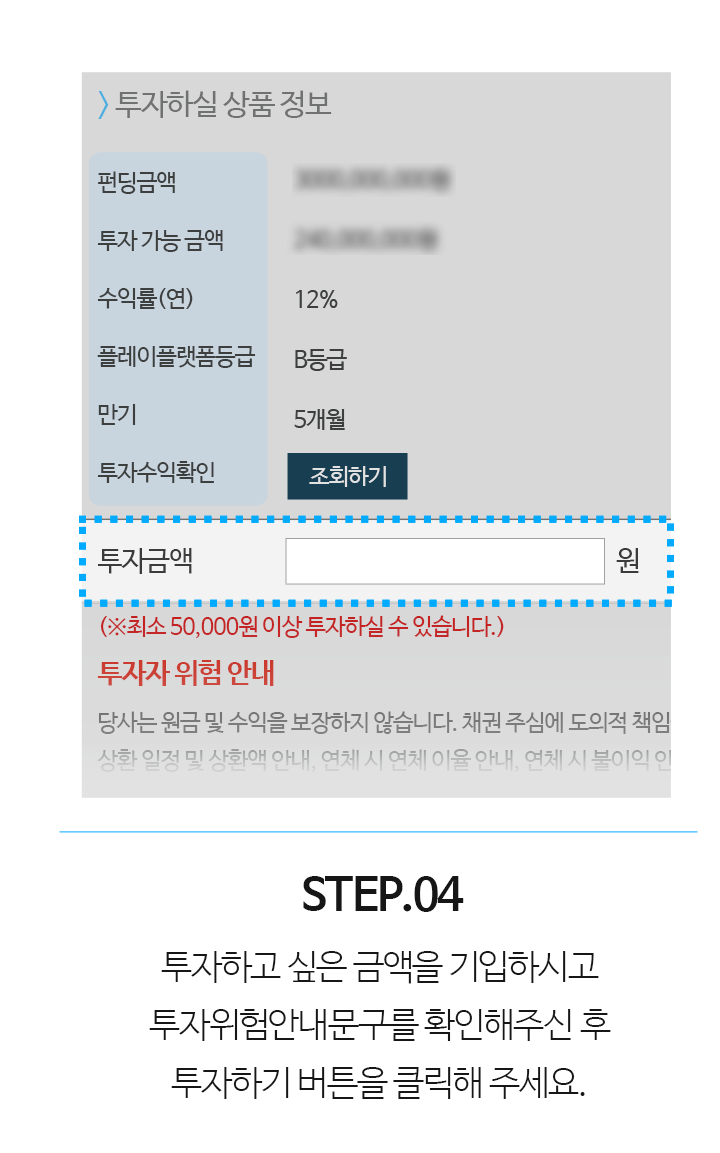 〉투자하실 상품 정보
펀딩금액
투자 가능 금액
수익률(연) 12%
플레이플랫폼등급 B등급
만기 5개월
투자수익확인 조회하기
투자금액 원
(※최소 50,000원 이상 투자하실 수 있습니다.)
투자자 위험 안내
당사는 원금 및 수익을 보장하지 않습니다. 채권 주심에 도의적 책임
상환 일정 및 상환액 안내, 연체 시 연체 이율 안내, 연체 시 불이익 안
STEP.04
투자하고 싶은 금액을 기입하시고
투자위험안내문구를 확인해주신 후
투자하기 버튼을 클릭해 주세요.